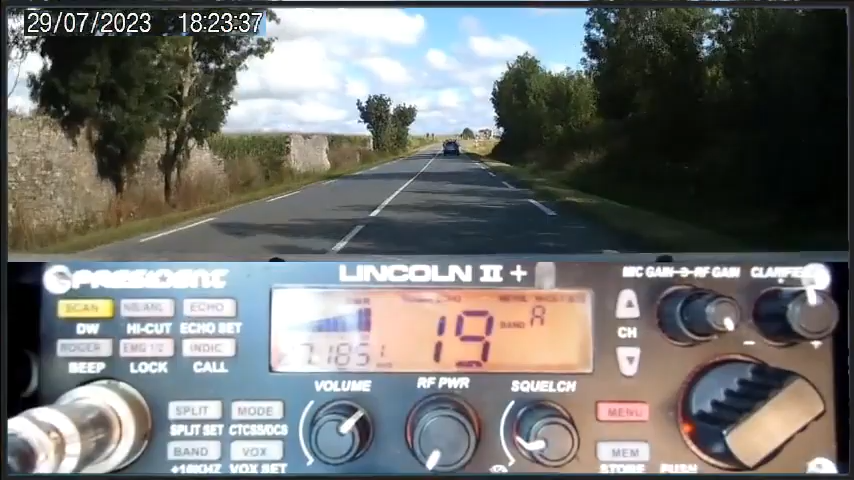 29/07/2023 18:23:37
PRESIDENT LINCOLN II + MIC GAIN RF GAIN CLARIFIER
SCAN NB/ANL ECHO
DW HI-CUT ECHO SET
ROGER EMG 1/2 INDIC
BEEP LOCK CALL
19 BAND A
CH
VOLUME RF PWR SQUELCH
SPLIT MODE MENU
SPLIT SET CTCSS/DCS
BAND VOX MEM
+10KHZ VOX SET STORE PUSH